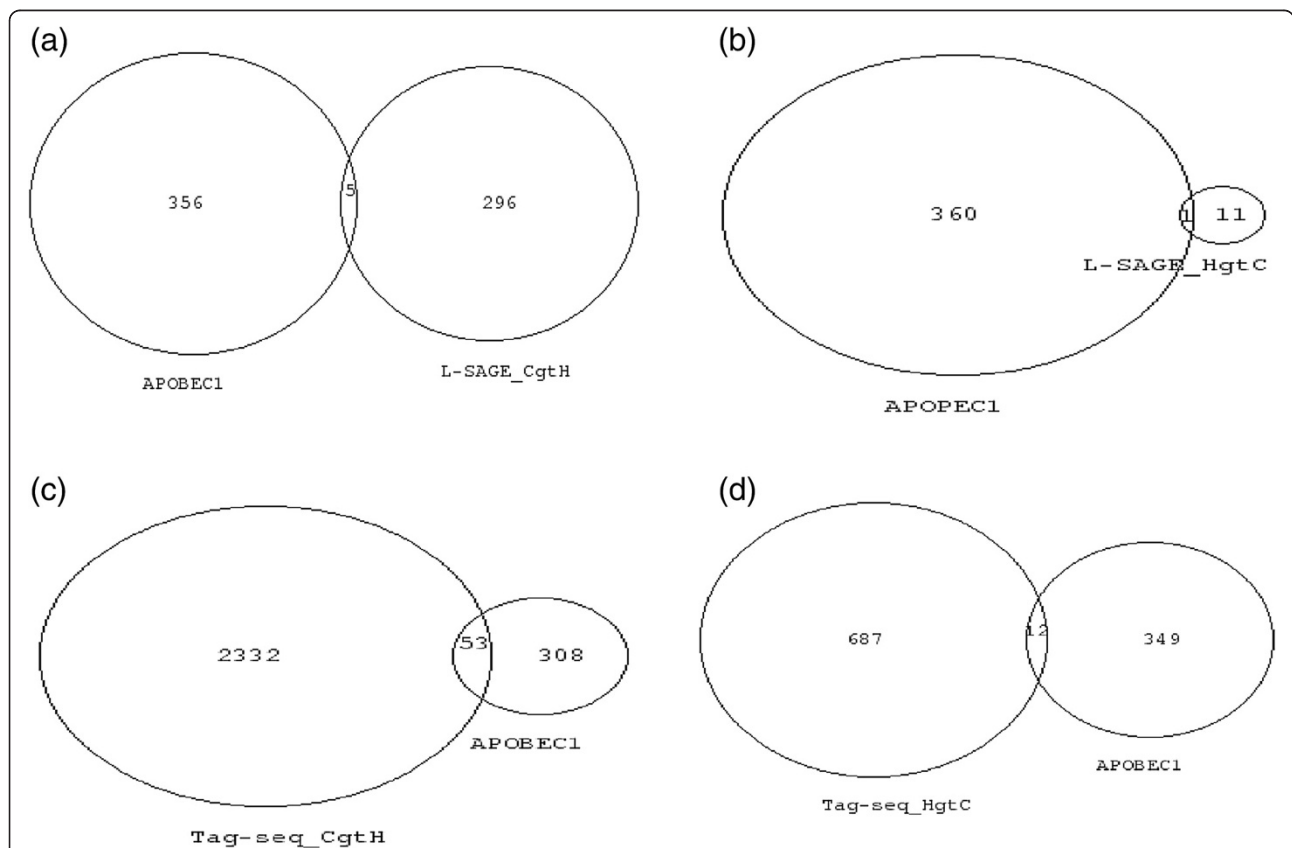 (a)
356
5
296
APOBEC1
L-SAGE_CgtH
(b)
360
1
11
L-SAGE_HgtC
APOPEC1
(c)
2332
53
308
APOBEC1
Tag-seq_CgtH
(d)
687
12
349
APOBEC1
Tag-seq_HgtC